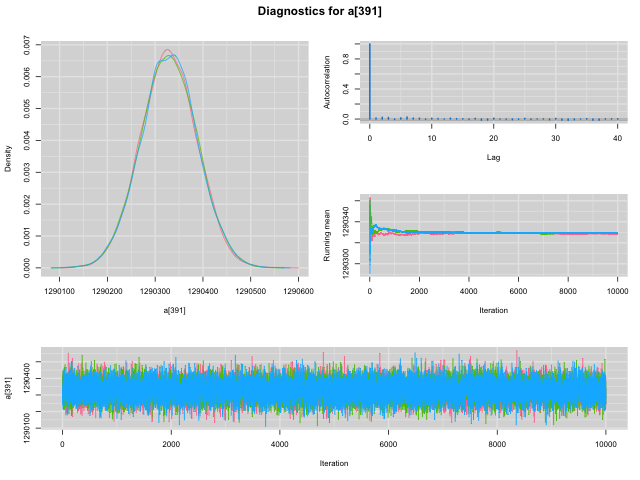 Diagnostics for a[391]
Density
0.000 0.001 0.002 0.003 0.004 0.005 0.006 0.007
1290100 1290200 1290300 1290400 1290500 1290600
a[391]
Autocorrelation
0.0 0.4 0.8
0 10 20 30 40
Lag
Running mean
1290300 1290340
0 2000 4000 6000 8000 10000
Iteration
a[391]
1290100 1290400
0 2000 4000 6000 8000 10000
Iteration